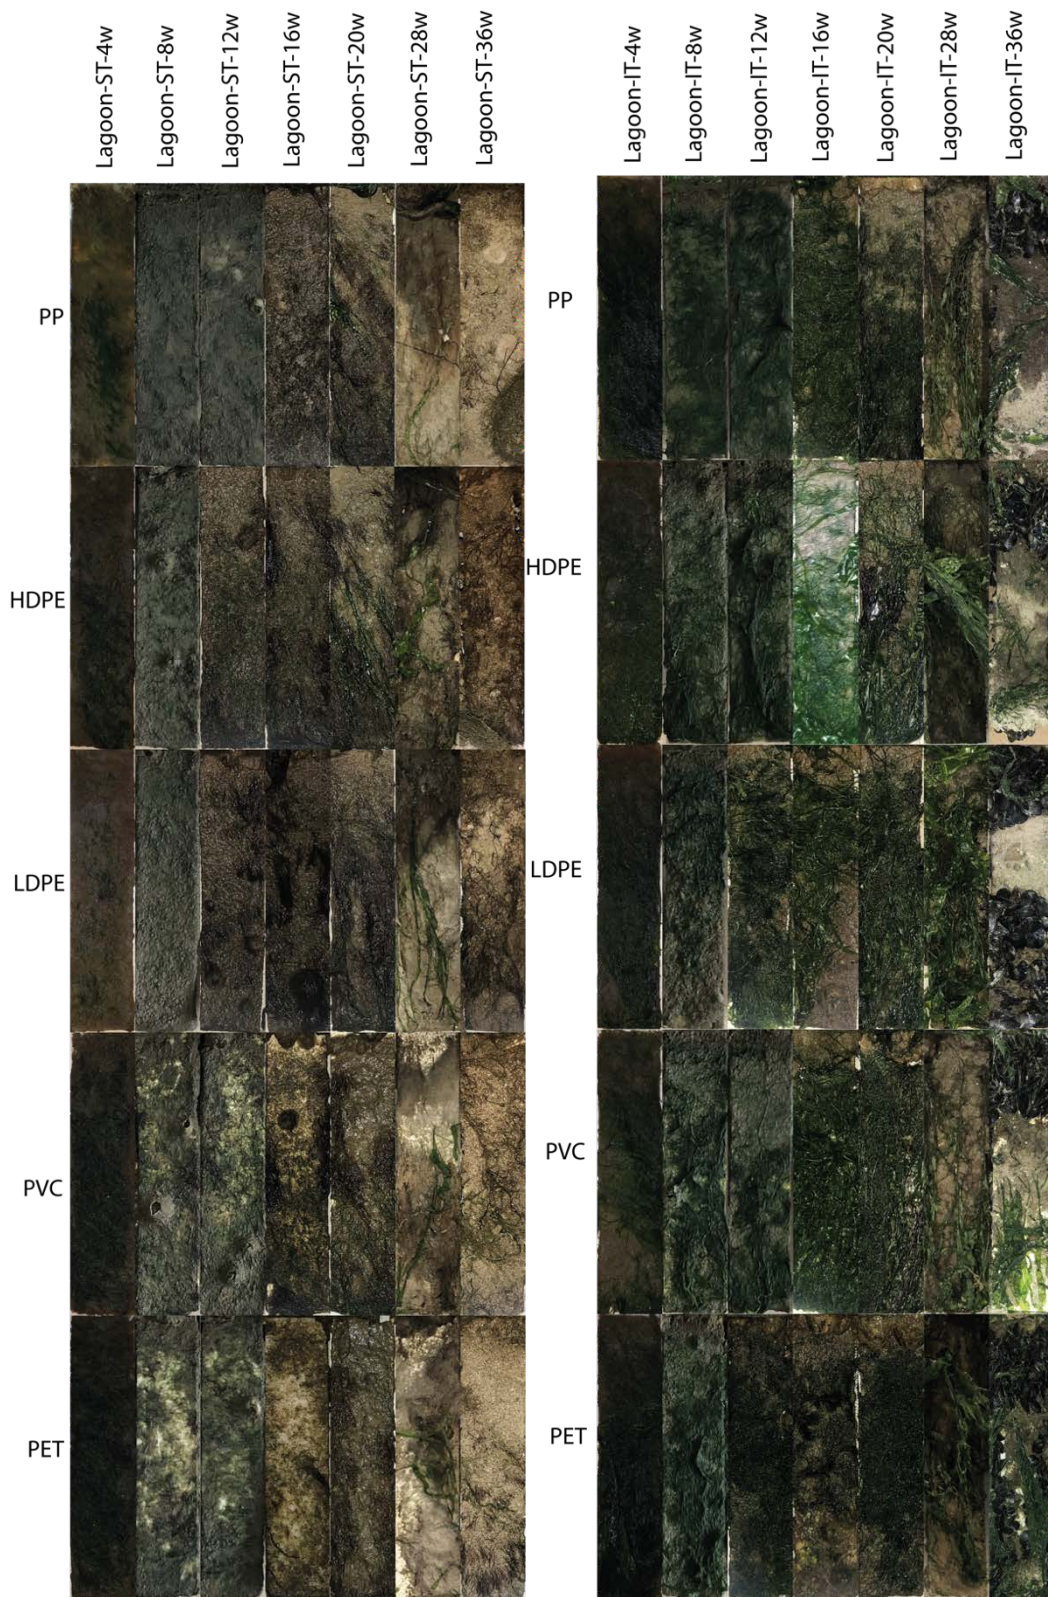 Lagoon-ST-4w
Lagoon-ST-8w
Lagoon-ST-12w
Lagoon-ST-16w
Lagoon-ST-20w
Lagoon-ST-28w
Lagoon-ST-36w
PP
HDPE
LDPE
PVC
PET
Lagoon-IT-4w
Lagoon-IT-8w
Lagoon-IT-12w
Lagoon-IT-16w
Lagoon-IT-20w
Lagoon-IT-28w
Lagoon-IT-36w
PP
HDPE
LDPE
PVC
PET